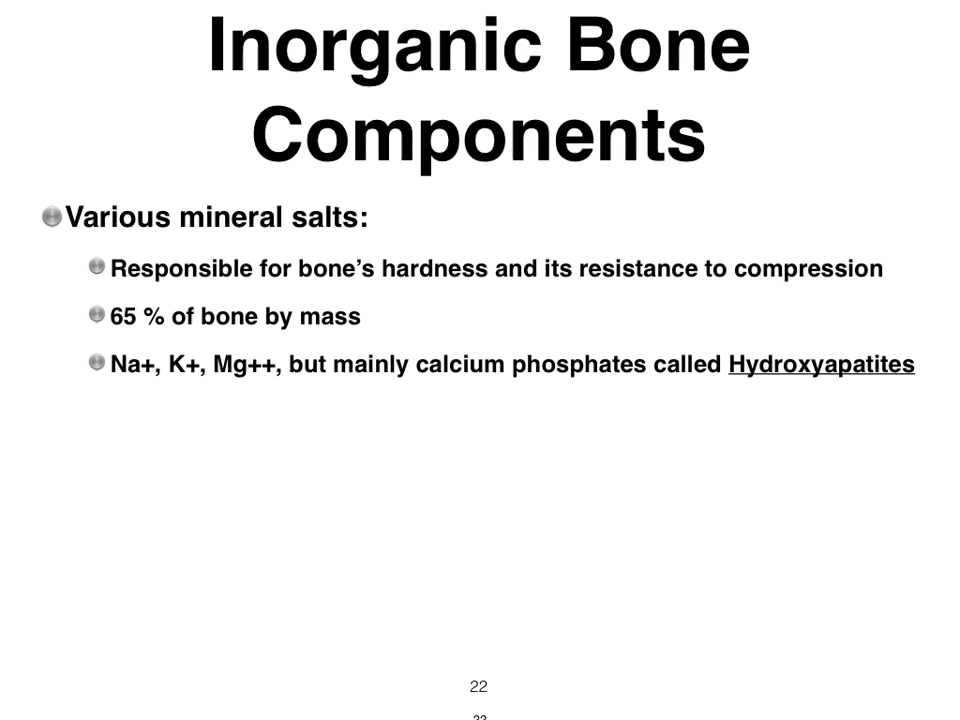 Inorganic Bone
Components
Various mineral salts:
Responsible for bone’s hardness and its resistance to compression
65 % of bone by mass
Na+, K+, Mg++, but mainly calcium phosphates called Hydroxyapatites
22
22